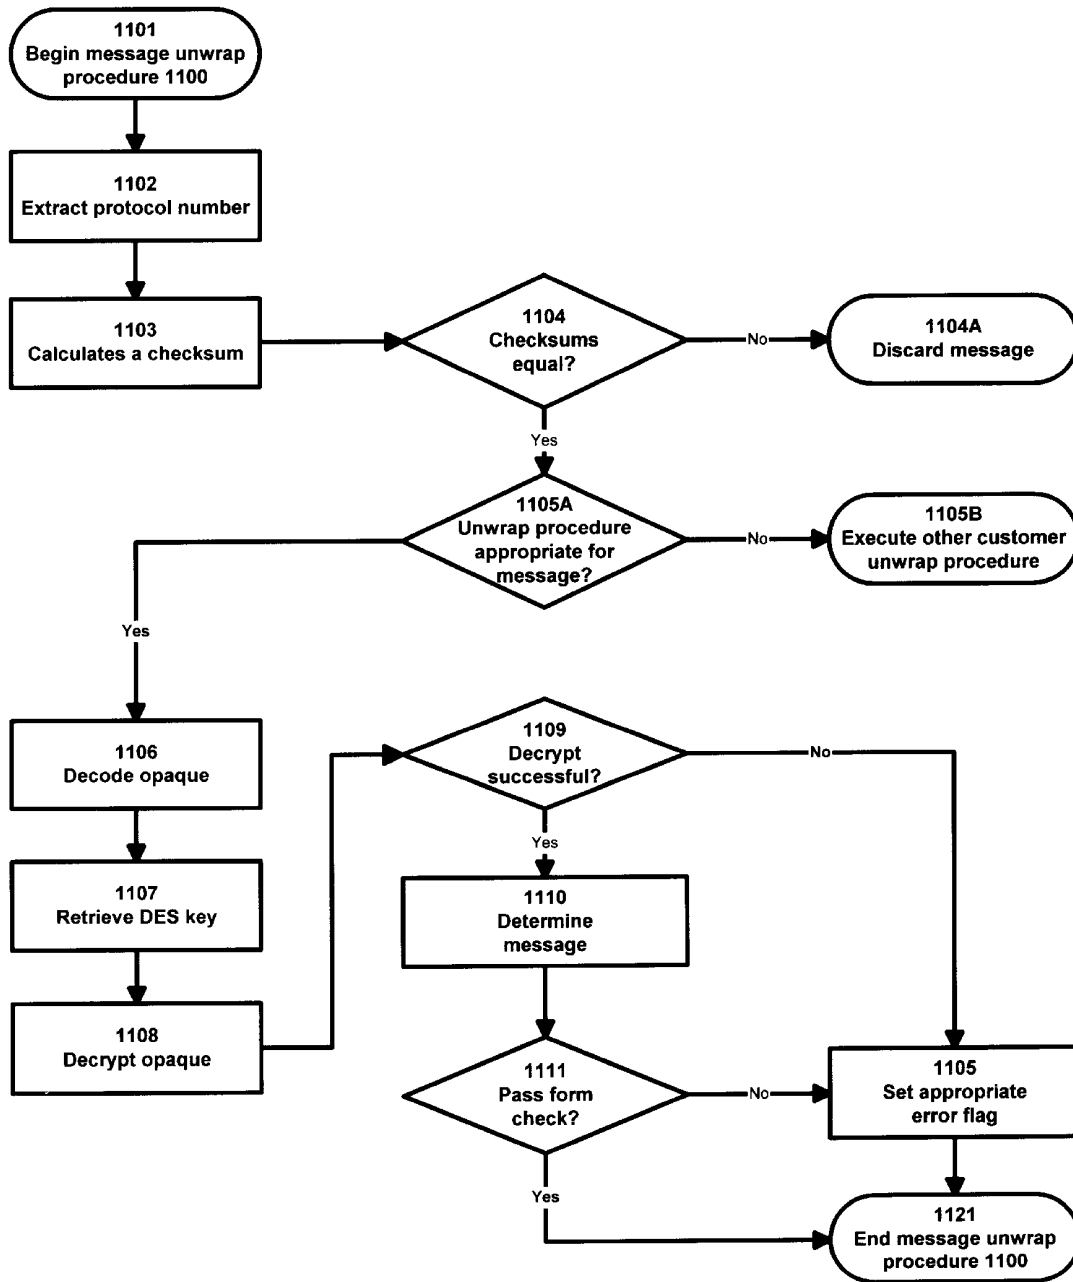 1101
Begin message unwrap
procedure 1100
1102
Extract protocol number
1103
Calculates a checksum
1104
Checksums
equal?
No
1104A
Discard message
Yes
1105A
Unwrap procedure
appropriate for
message?
No
1105B
Execute other customer
unwrap procedure
Yes
1106
Decode opaque
1107
Retrieve DES key
1108
Decrypt opaque
1109
Decrypt
successful?
No
Yes
1110
Determine
message
1111
Pass form
check?
No
1105
Set appropriate
error flag
Yes
1121
End message unwrap
procedure 1100